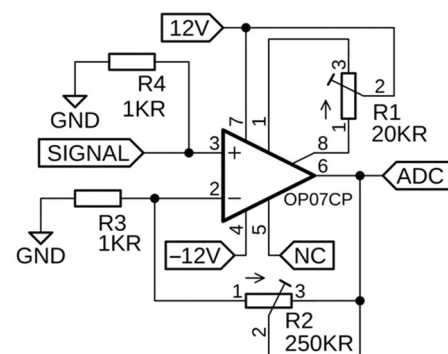 12V
R4
1KR
GND
3
2
R1
20KR
1
7
1
8
SIGNAL
3
+
6
ADC
2
−
OP07CP
R3
1KR
GND
4
5
−12V
NC
1
3
R2
250KR
2